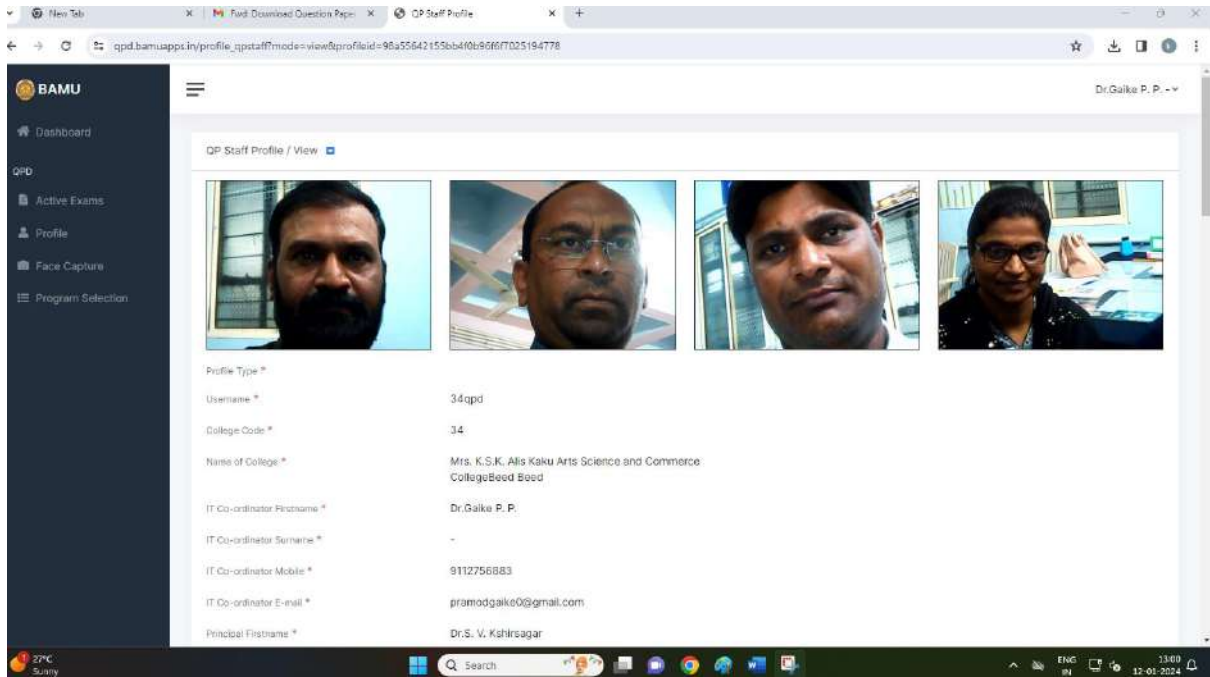 New Tab
Fwd: Download Question Paper
QP Staff Profile
qpd.bamuapps.in/profile_qpstaff?mode=view&profileid=98a55642155bb4f0b96f6f7025194778
BAMU
Dr.Gaike P. P. -
Dashboard
QPD
Active Exams
Profile
Face Capture
Program Selection
QP Staff Profile / View
Profile Type *
Username * 34qpd
College Code * 34
Name of College * Mrs. K.S.K. Alis Kaku Arts Science and Commerce
CollegeBeed Beed
IT Co-ordinator Firstname * Dr.Gaike P. P.
IT Co-ordinator Surname * -
IT Co-ordinator Mobile * 9112756883
IT Co-ordinator E-mail * pramodgaike0@gmail.com
Principal Firstname * Dr.S. V. Kshirsagar
1
27°C
Sunny
Search
ENG
IN
13:00
12-01-2024